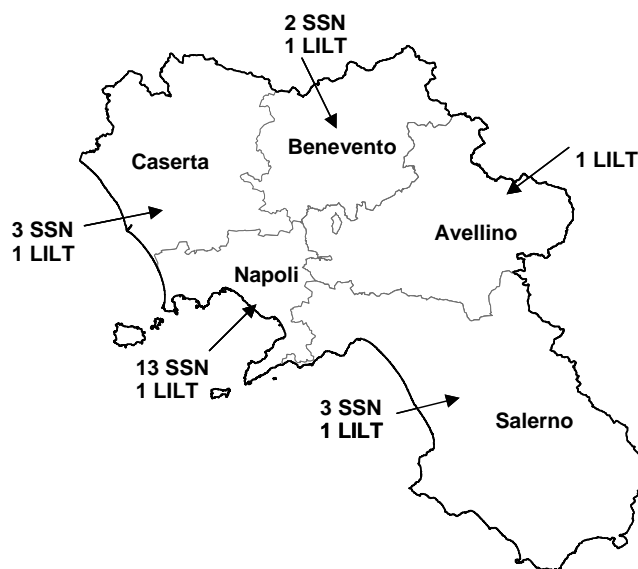 2 SSN
1 LILT
Benevento
Caserta
1 LILT
3 SSN
1 LILT
Avellino
Napoli
13 SSN
1 LILT
3 SSN
1 LILT
Salerno